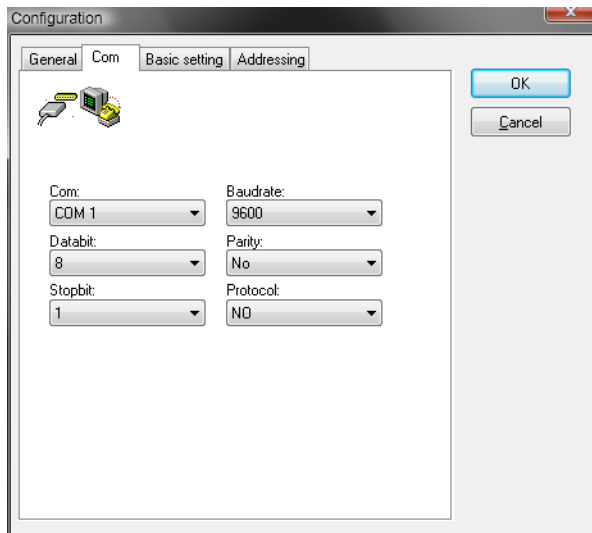 Configuration
General Com Basic setting Addressing
OK
Cancel
Com: Baudrate:
COM 1 9600
Databit: Parity:
8 No
Stopbit: Protocol:
1 NO